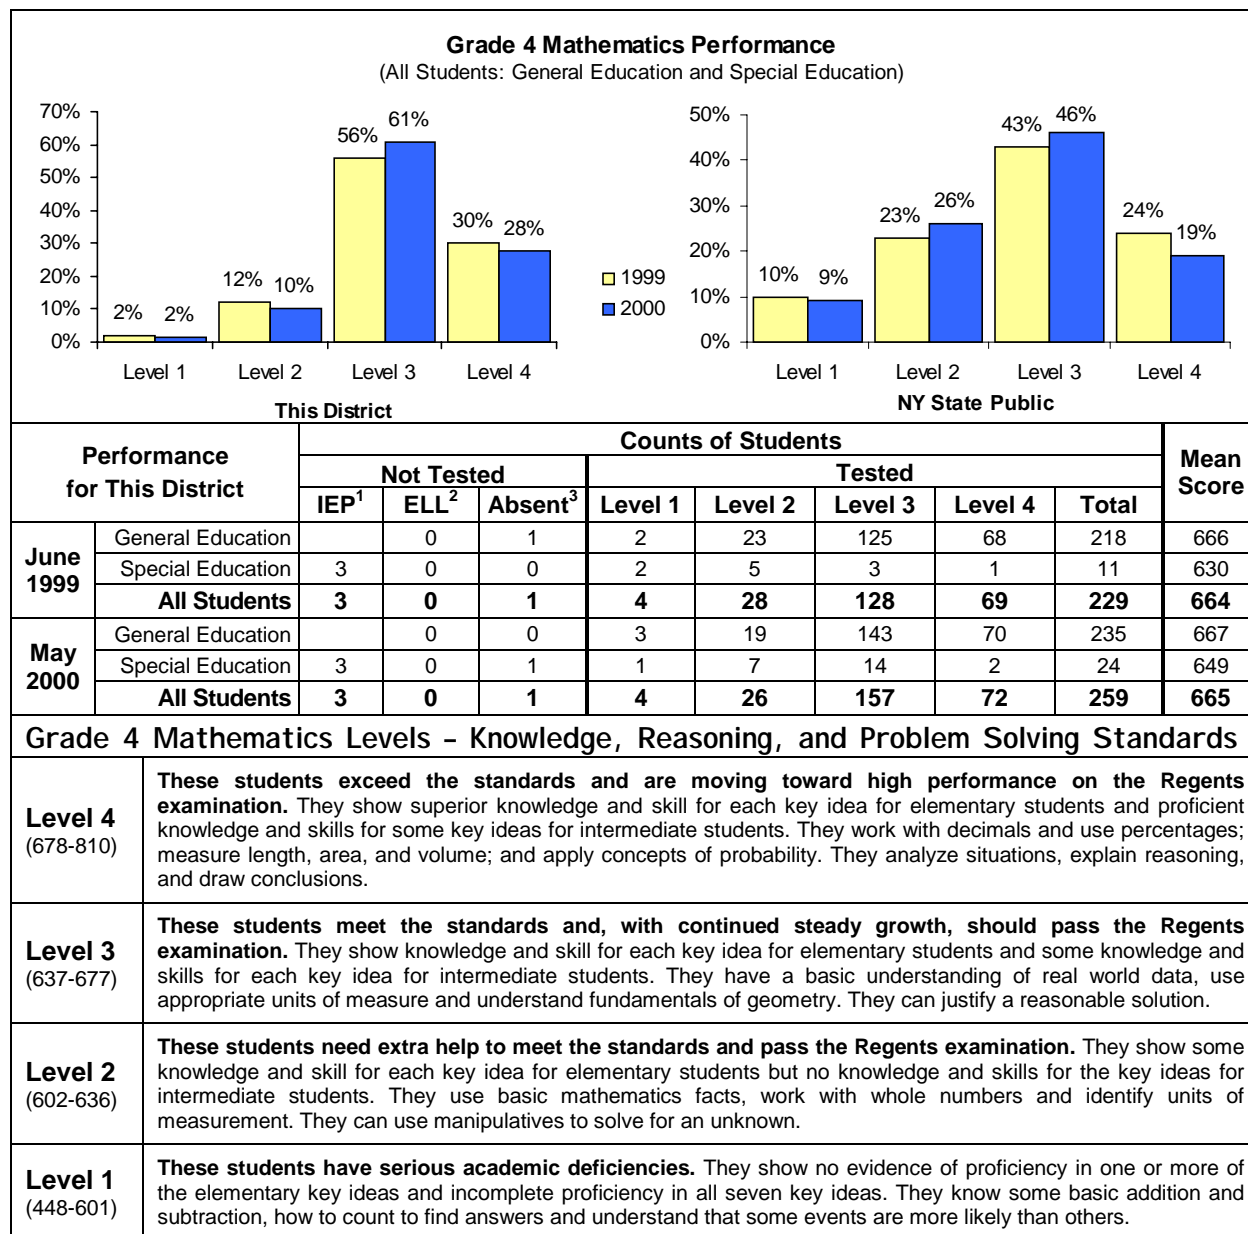 Grade 4 Mathematics Performance
(All Students: General Education and Special Education)
70%
60%
50%
40%
30%
20%
10%
0%
2% 2% 12% 10% 56% 61% 30% 28%
Level 1 Level 2 Level 3 Level 4
This District
1999
2000
50%
40%
30%
20%
10%
0%
10% 9% 23% 26% 43% 46% 24% 19%
Level 1 Level 2 Level 3 Level 4
NY State Public
Performance for This District Counts of Students Mean Score
Not Tested Tested
IEP1 ELL2 Absent3 Level 1 Level 2 Level 3 Level 4 Total
June 1999
General Education 0 1 2 23 125 68 218 666
Special Education 3 0 0 2 5 3 1 11 630
All Students 3 0 1 4 28 128 69 229 664
May 2000
General Education 0 0 3 19 143 70 235 667
Special Education 3 0 1 1 7 14 2 24 649
All Students 3 0 1 4 26 157 72 259 665
Grade 4 Mathematics Levels – Knowledge, Reasoning, and Problem Solving Standards
Level 4
(678-810)
These students exceed the standards and are moving toward high performance on the Regents
examination. They show superior knowledge and skill for each key idea for elementary students and proficient
knowledge and skills for some key ideas for intermediate students. They work with decimals and use percentages;
measure length, area, and volume; and apply concepts of probability. They analyze situations, explain reasoning,
and draw conclusions.
Level 3
(637-677)
These students meet the standards and, with continued steady growth, should pass the Regents
examination. They show knowledge and skill for each key idea for elementary students and some knowledge and
skills for each key idea for intermediate students. They have a basic understanding of real world data, use
appropriate units of measure and understand fundamentals of geometry. They can justify a reasonable solution.
Level 2
(602-636)
These students need extra help to meet the standards and pass the Regents examination. They show some
knowledge and skill for each key idea for elementary students but no knowledge and skills for the key ideas for
intermediate students. They use basic mathematics facts, work with whole numbers and identify units of
measurement. They can use manipulatives to solve for an unknown.
Level 1
(448-601)
These students have serious academic deficiencies. They show no evidence of proficiency in one or more of
the elementary key ideas and incomplete proficiency in all seven key ideas. They know some basic addition and
subtraction, how to count to find answers and understand that some events are more likely than others.